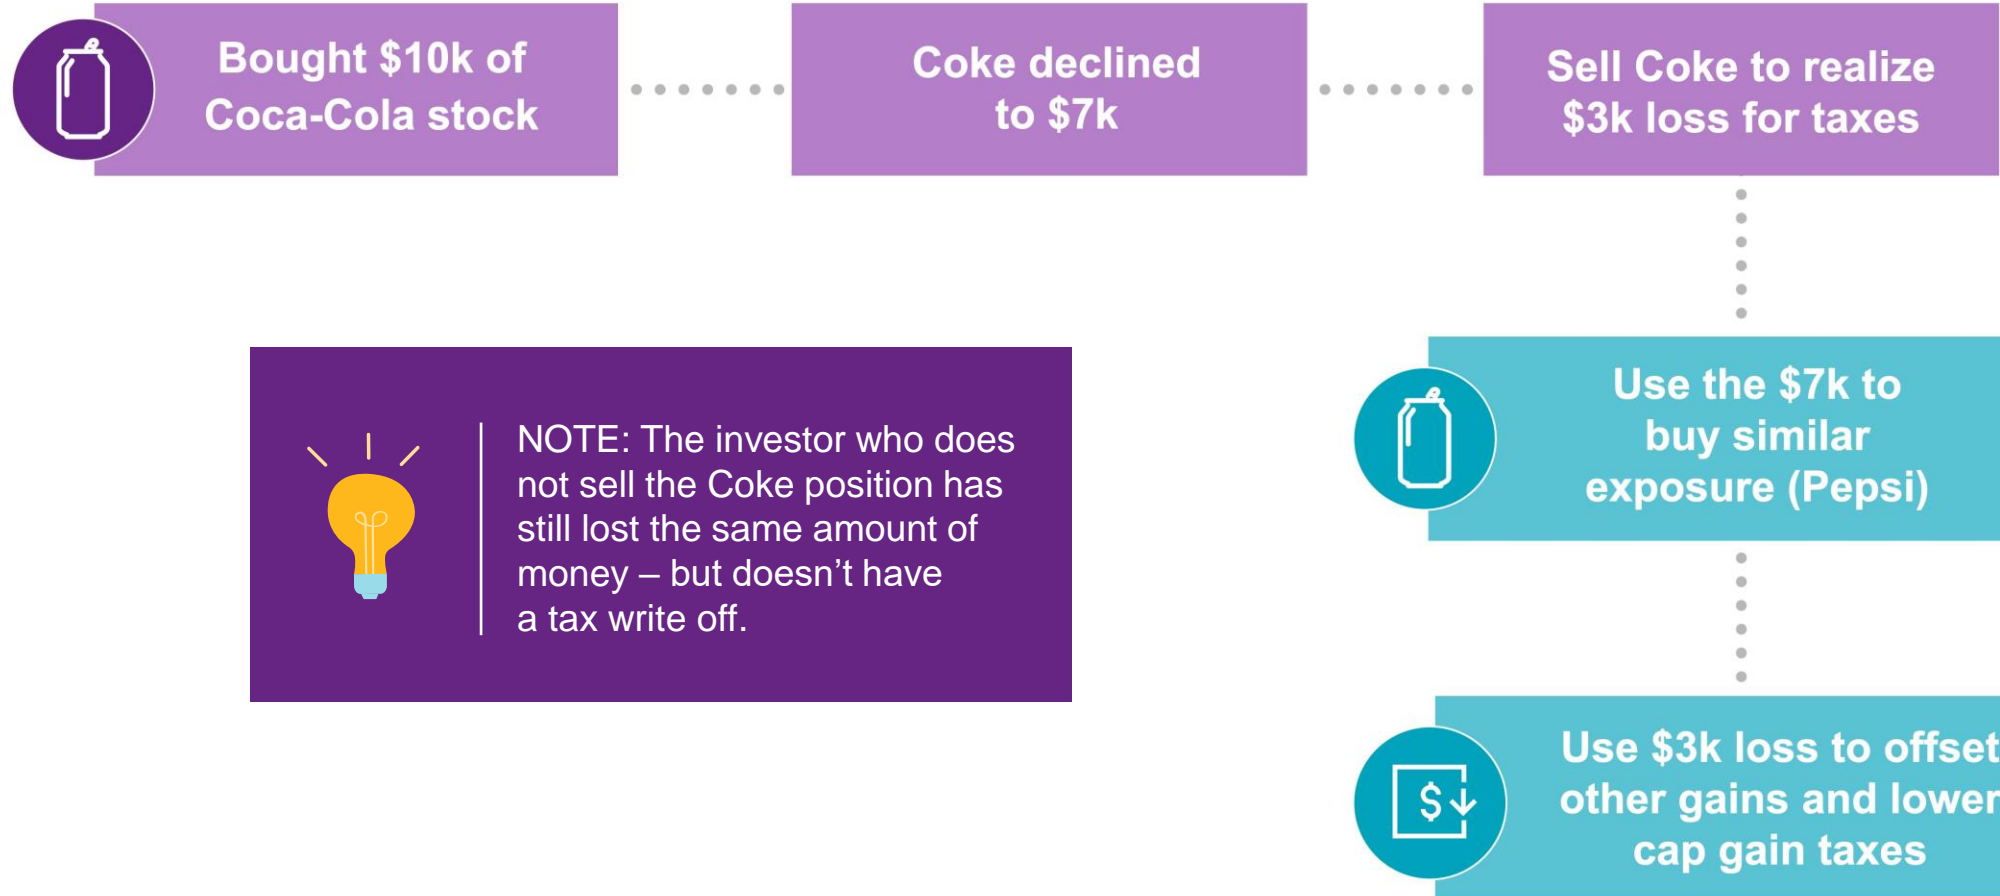 Bought $10k of
Coca-Cola stock
Coke declined
to $7k
Sell Coke to realize
$3k loss for taxes
NOTE: The investor who does
not sell the Coke position has
still lost the same amount of
money – but doesn’t have
a tax write off.
Use the $7k to
buy similar
exposure (Pepsi)
$
Use $3k loss to offset
other gains and lower
cap gain taxes